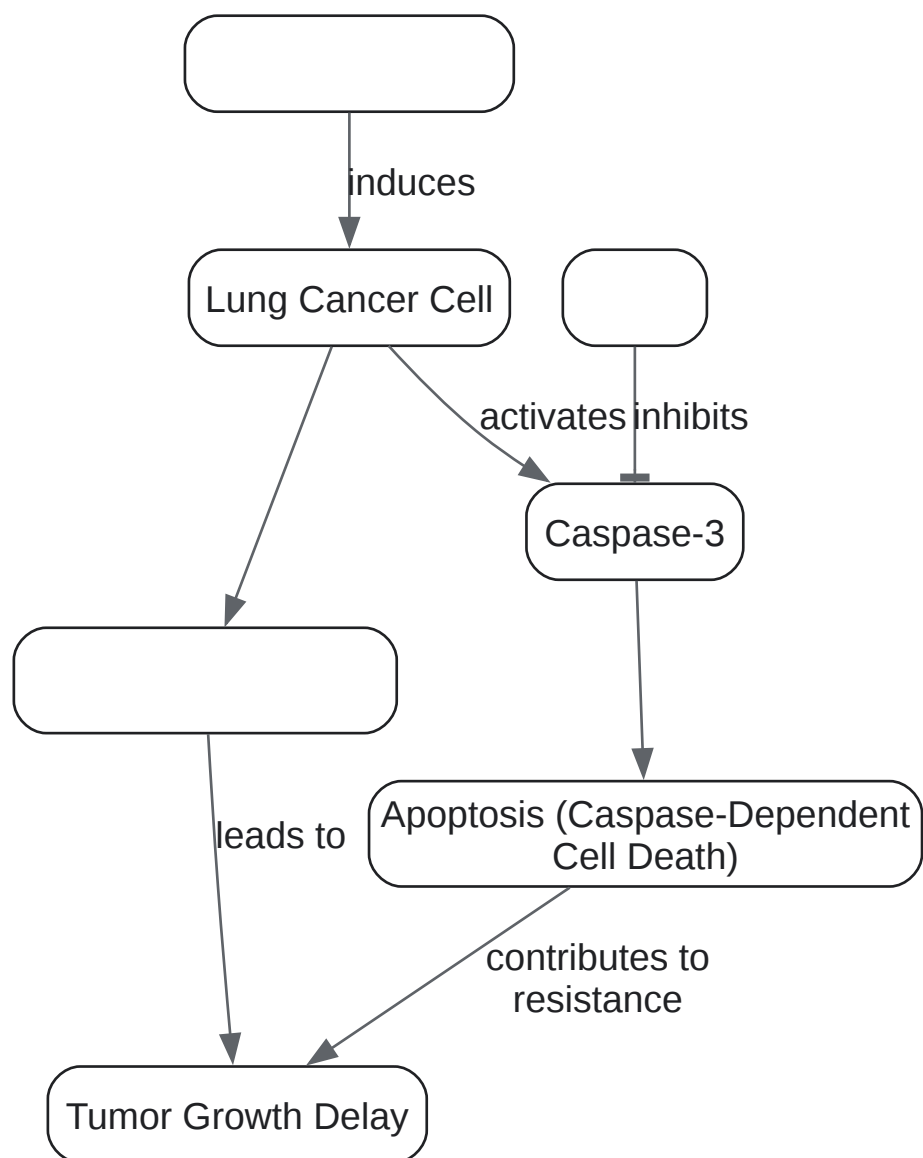 induces
Lung Cancer Cell
activates
inhibits
Caspase-3
leads to
Apoptosis (Caspase-Dependent
Cell Death)
contributes to
resistance
Tumor Growth Delay